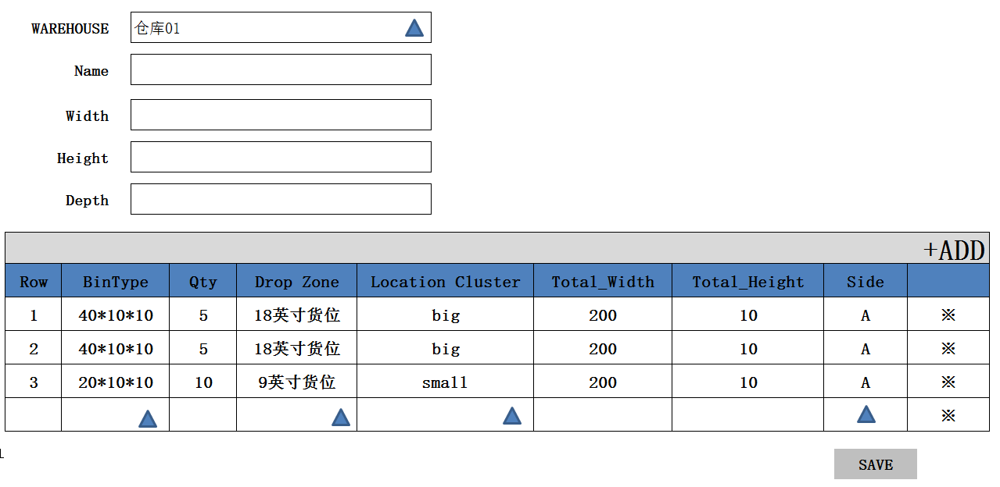 WAREHOUSE 仓库01
Name
Width
Height
Depth
+ADD
Row BinType Qty Drop Zone Location Cluster Total_Width Total_Height Side
1 40*10*10 5 18英寸货位 big 200 10 A ※
2 40*10*10 5 18英寸货位 big 200 10 A ※
3 20*10*10 10 9英寸货位 small 200 10 A ※
※
SAVE